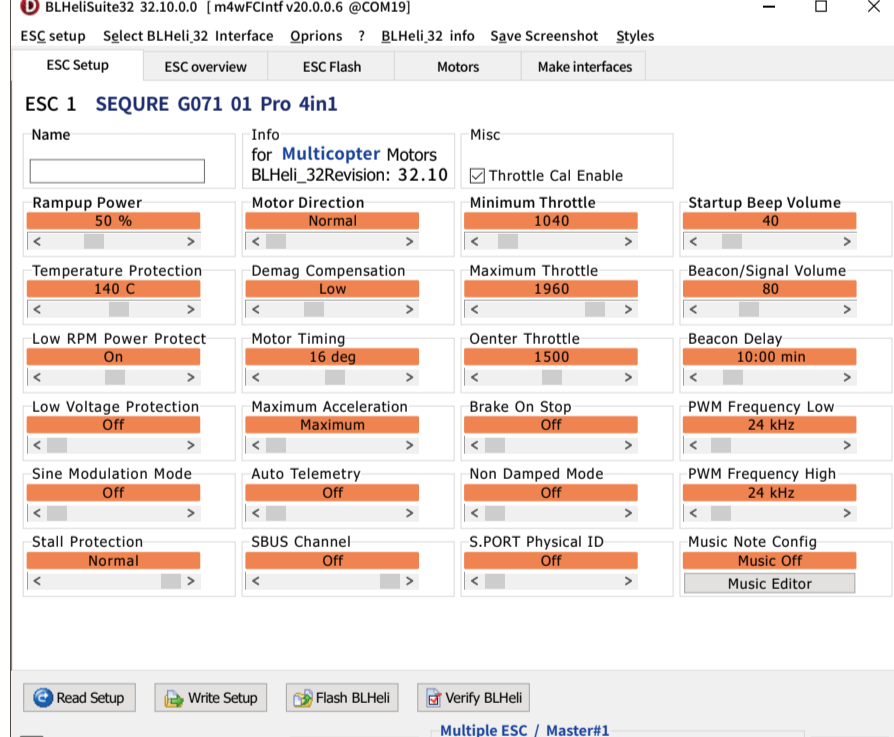 BLHeliSuite32 32.10.0.0 [ m4wFCIntf v20.0.0.6 @COM19]
ESC setup Select BLHeli_32 Interface Oprions ? BLHeli_32 info Save Screenshot Styles
ESC Setup ESC overview ESC Flash Motors Make interfaces
ESC 1 SEQURE G071 01 Pro 4in1
Name Info Misc
for Multicopter Motors
BLHeli_32Revision: 32.10 Throttle Cal Enable
Rampup Power Motor Direction Minimum Throttle Startup Beep Volume
50 % Normal 1040 40
Temperature Protection Demag Compensation Maximum Throttle Beacon/Signal Volume
140 C Low 1960 80
Low RPM Power Protect Motor Timing Oenter Throttle Beacon Delay
On 16 deg 1500 10:00 min
Low Voltage Protection Maximum Acceleration Brake On Stop PWM Frequency Low
Off Maximum Off 24 kHz
Sine Modulation Mode Auto Telemetry Non Damped Mode PWM Frequency High
Off Off Off 24 kHz
Stall Protection SBUS Channel S.PORT Physical ID Music Note Config
Normal Off Off Music Off
Music Editor
Read Setup Write Setup Flash BLHeli Verify BLHeli
Multiple ESC / Master#1